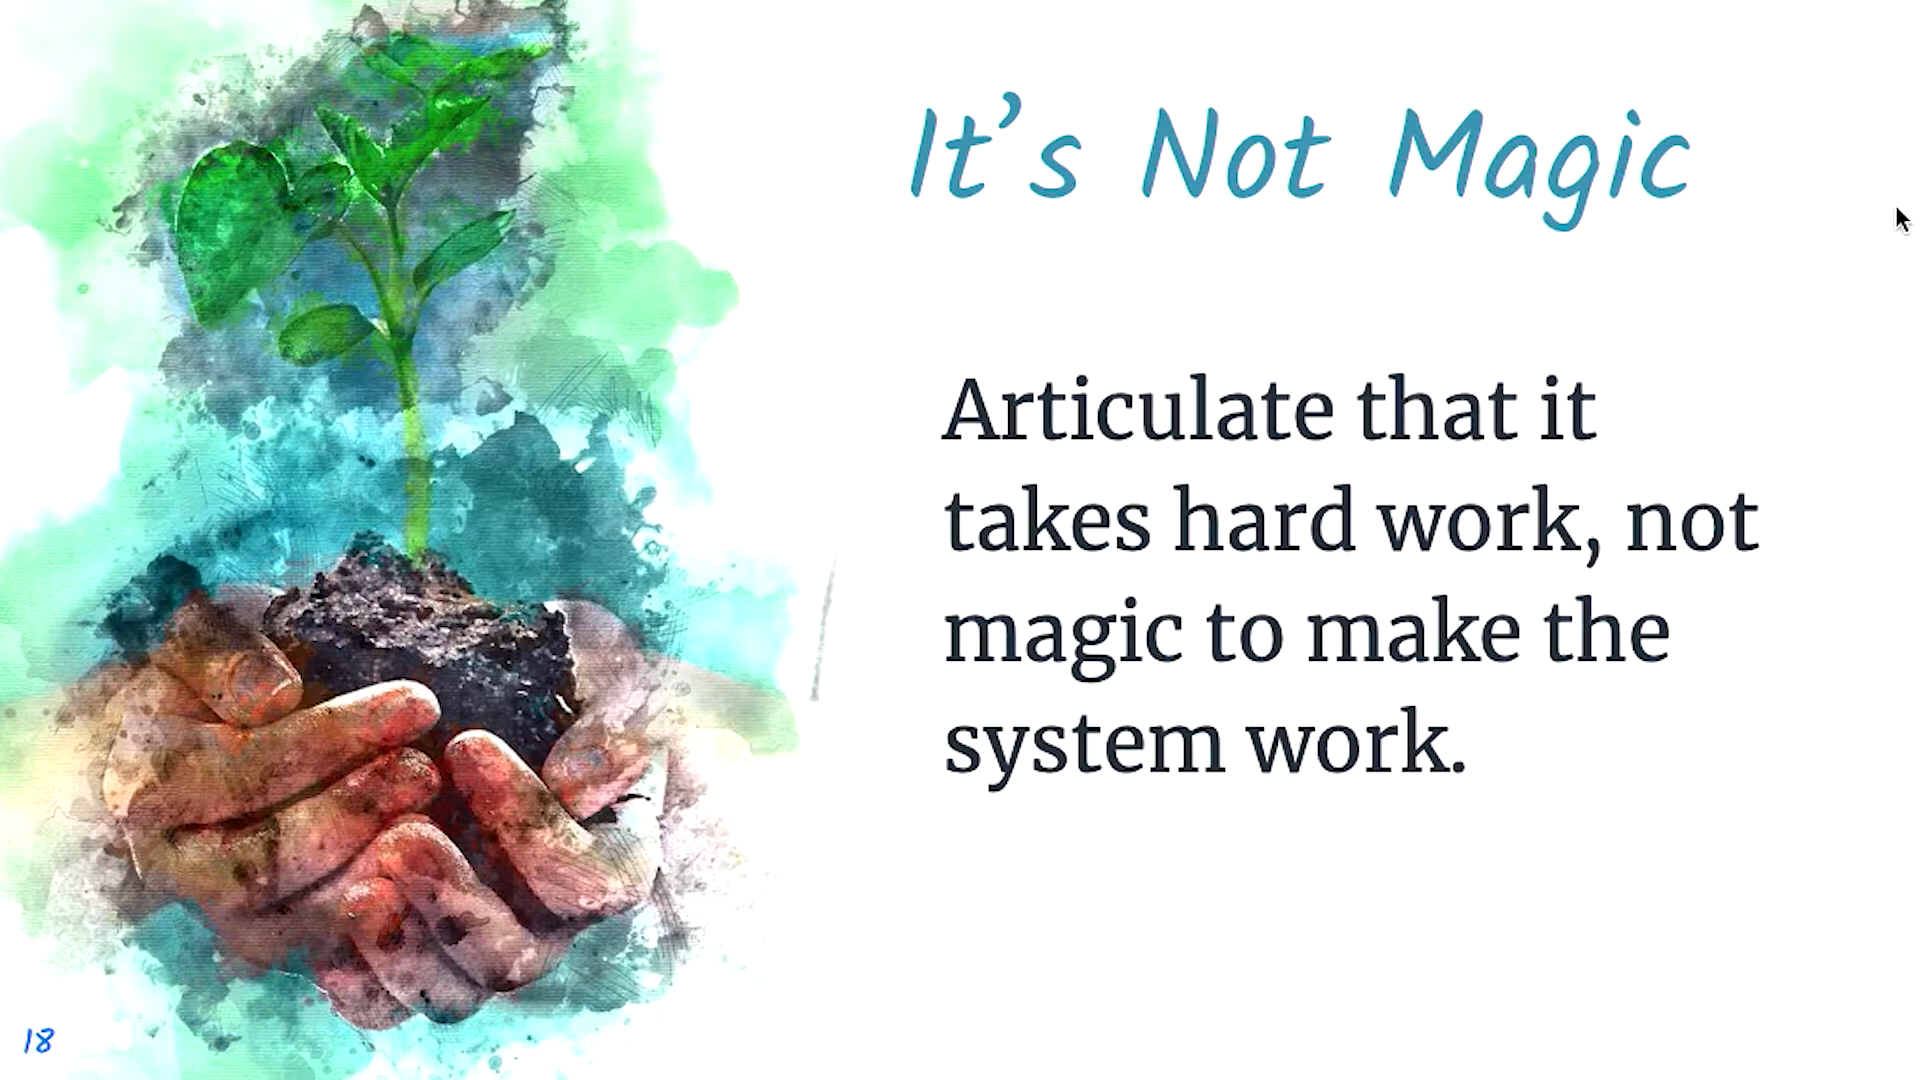 It’s Not Magic
Articulate that it
takes hard work, not
magic to make the
system work.
18